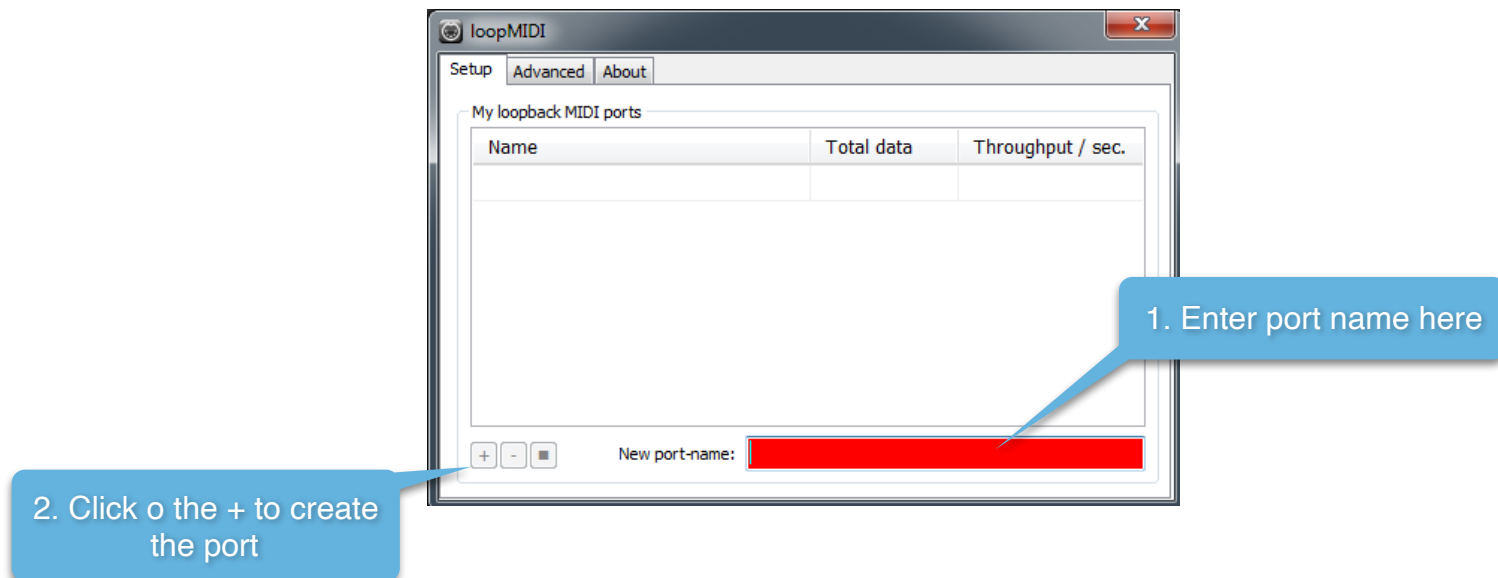 loopMIDI
Setup Advanced About
My loopback MIDI ports
Name Total data Throughput / sec.
1. Enter port name here
+ - ■ New port-name:
2. Click o the + to create
the port